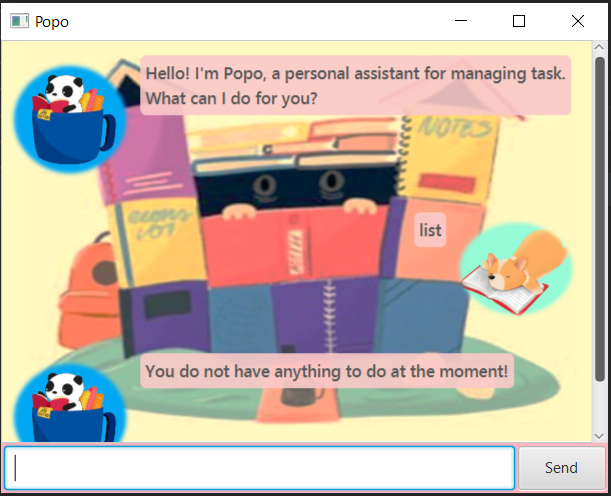 Popo
Hello! I'm Popo, a personal assistant for managing task.
What can I do for you?
NOTES
list
You do not have anything to do at the moment!
Send